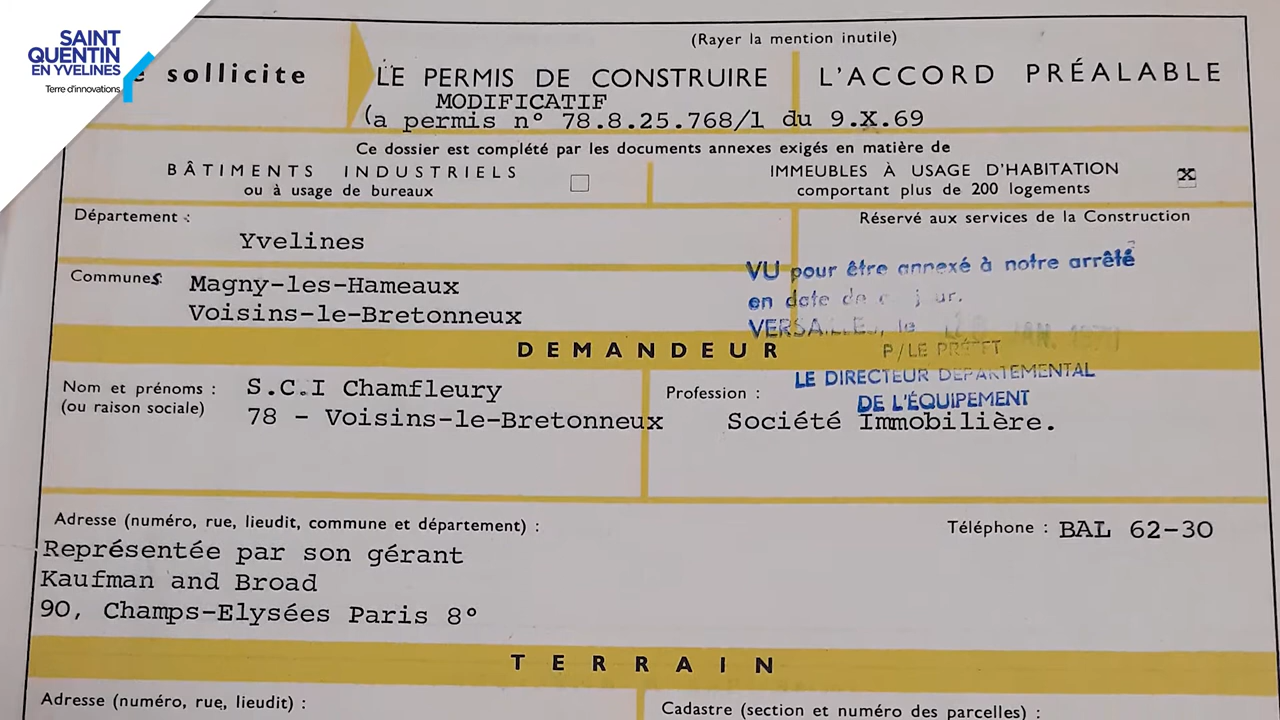 SAINT
QUENTIN
EN YVELINES
Terre d'innovations
(Rayer la mention inutile)
e sollicite
LE PERMIS DE CONSTRUIRE
L'ACCORD PRÉALABLE
MODIFICATIF
(a permis n° 78.8.25.768/1 du 9.X.69
Ce dossier est complété par les documents annexes exigés en matière de
BÂTIMENTS INDUSTRIELS
ou à usage de bureaux
IMMEUBLES À USAGE D'HABITATION
comportant plus de 200 logements
Département :
Yvelines
Réservé aux services de la Construction
Communes
Magny-les-Hameaux
Voisins-le-Bretonneux
VU pour être annexé à notre arrêté
en date de jur.
VERSAILLES, le JAN.
P/LE PRÉFET
LE DIRECTEUR DEPARTEMENTAL
DE L'ÉQUIPEMENT
DEMANDEUR
Nom et prénoms :
(ou raison sociale)
S.C.I Chamfleury
78 - Voisins-le-Bretonneux
Profession :
Société Immobilière.
Adresse (numéro, rue, lieudit, commune et département) :
Téléphone : BAL 62-30
Représentée par son gérant
Kaufman and Broad
90, Champs-Elysées Paris 8°
TERRAIN
Adresse (numéro, rue, lieudit) :
Cadastre (section et numéro des parcelles) :